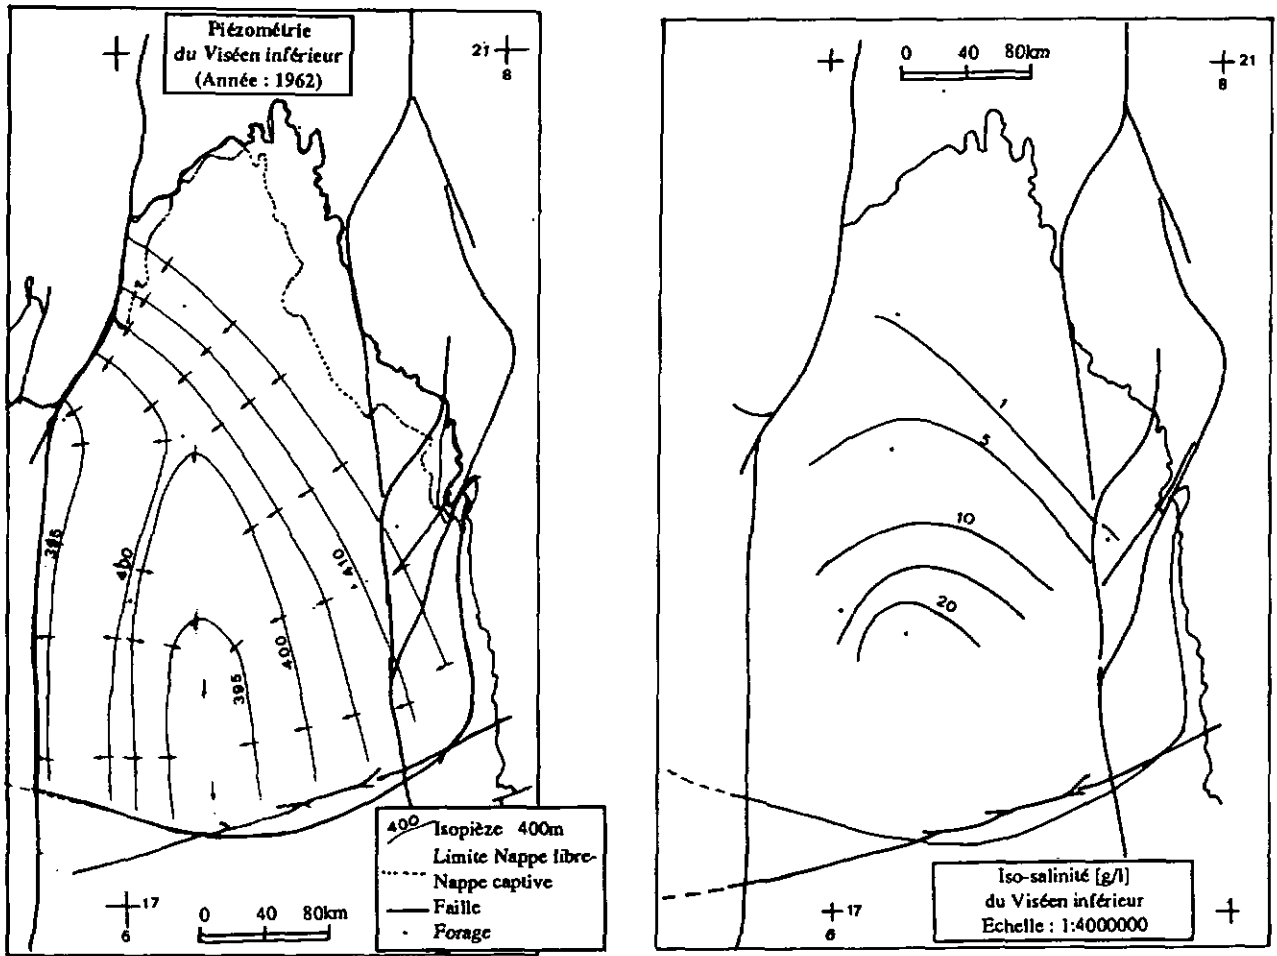 Piézométrie
du Viséen inférieur
(Année : 1962)
21
8
395
400
410
400
395
400 Isopièze 400m
Limite Nappe libre-
Nappe captive
Faille
Forage
17
6
0 40 80km
0 40 80km
21
8
1
5
10
20
17
6
Iso-salinité [g/l]
du Viséen inférieur
Echelle : 1:4000000